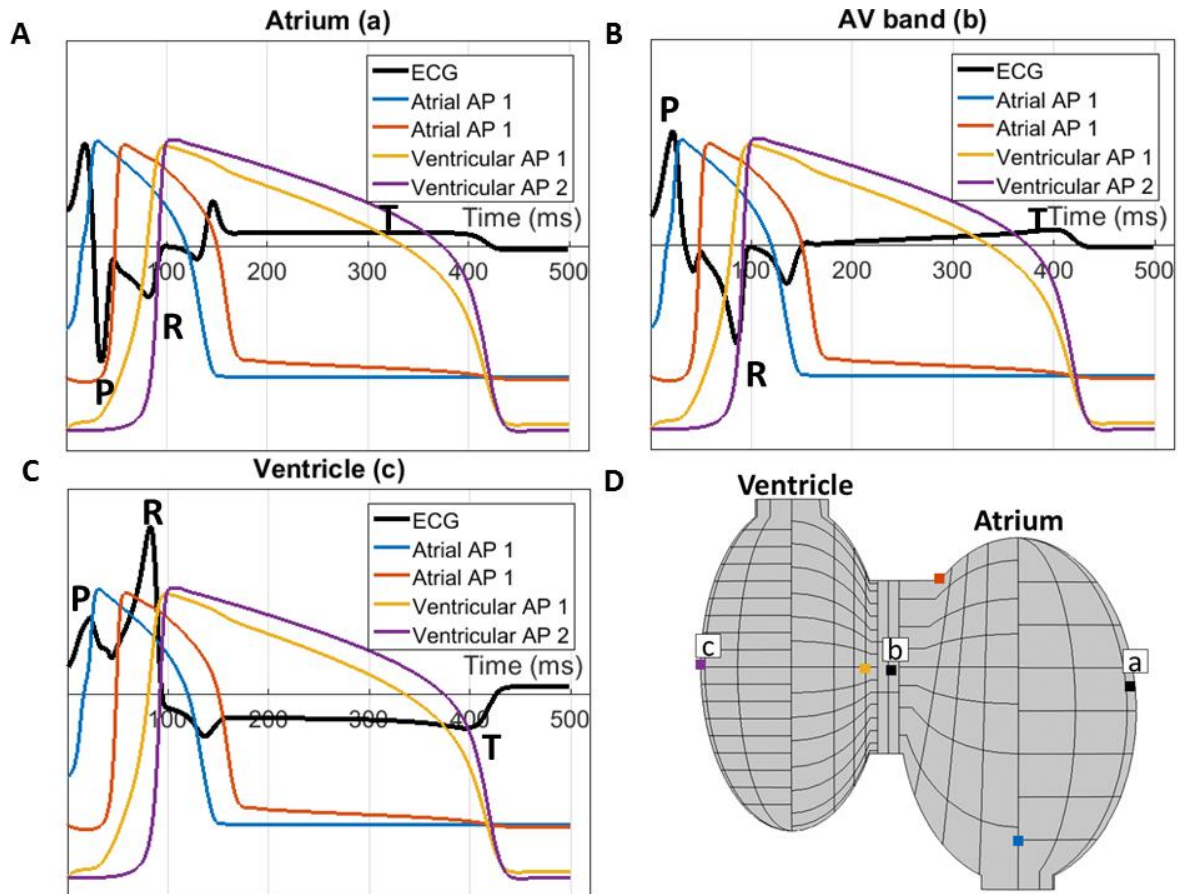 A
Atrium (a)
ECG
Atrial AP 1
Atrial AP 1
Ventricular AP 1
Ventricular AP 2
P
R
T
Time (ms)
100 200 300 400 500
B
AV band (b)
ECG
Atrial AP 1
Atrial AP 1
Ventricular AP 1
Ventricular AP 2
P
R
T
Time (ms)
100 200 300 400 500
C
Ventricle (c)
ECG
Atrial AP 1
Atrial AP 1
Ventricular AP 1
Ventricular AP 2
P
R
T
Time (ms)
100 200 300 400 500
D
Ventricle
Atrium
c
b
a